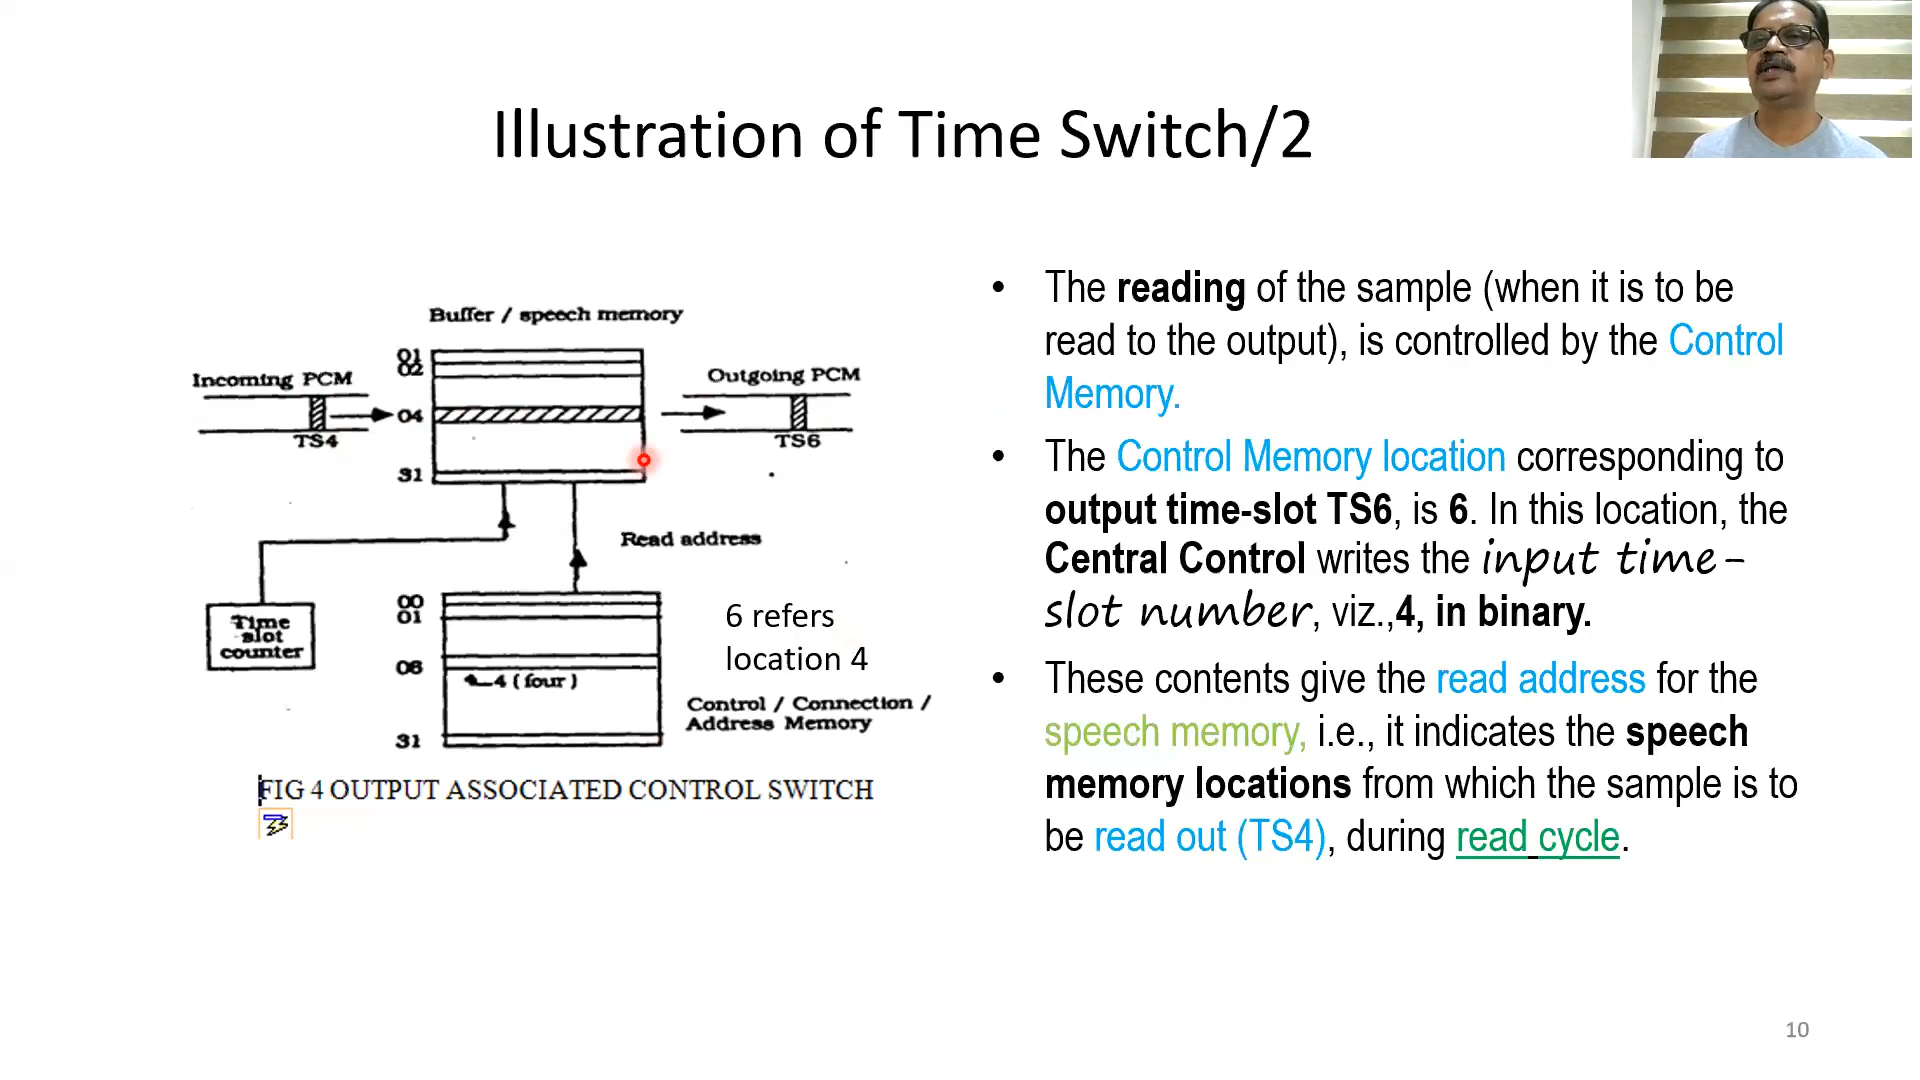 Illustration of Time Switch/2
Buffer / speech memory
01
02
Incoming PCM
Outgoing PCM
04
TS4
TS6
31
Read address
00
01
Time
slot
counter
6 refers
location 4
06
4 ( four )
Control / Connection /
Address Memory
31
FIG 4 OUTPUT ASSOCIATED CONTROL SWITCH
• The reading of the sample (when it is to be
read to the output), is controlled by the Control
Memory.
• The Control Memory location corresponding to
output time-slot TS6, is 6. In this location, the
Central Control writes the input time–
slot number, viz.,4, in binary.
• These contents give the read address for the
speech memory, i.e., it indicates the speech
memory locations from which the sample is to
be read out (TS4), during read cycle.
10